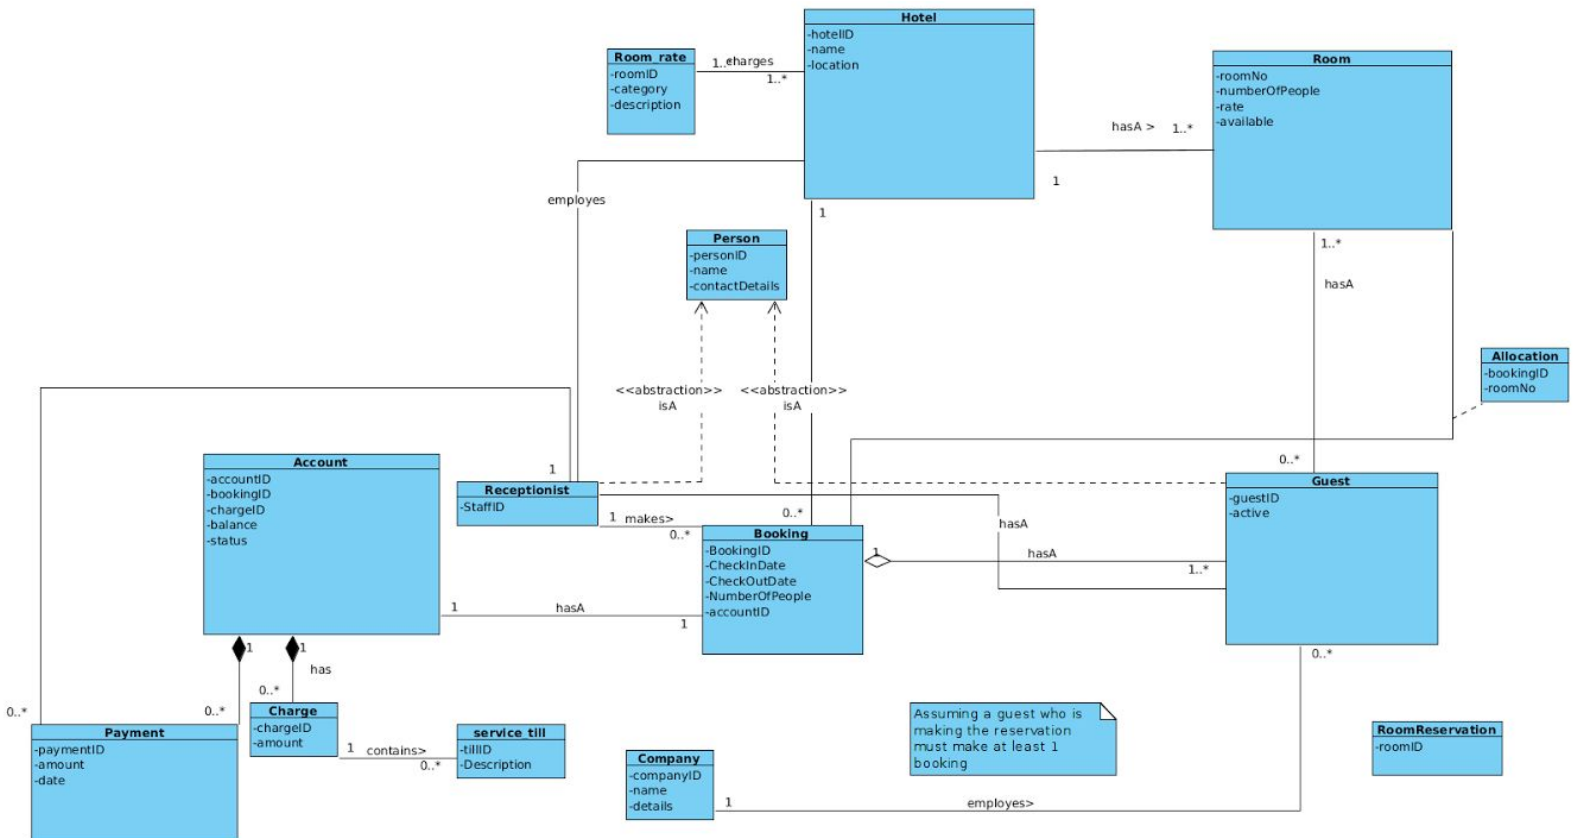 Hotel
-hotelID
-name
-location
Room_rate
-roomID
-category
-description
1..*
charges
1..*
Room
-roomNo
-numberOfPeople
-rate
-available
hasA >
1..*
1
employes
1
Person
-personID
-name
-contactDetails
1..*
hasA
<<abstraction>>
isA
<<abstraction>>
isA
Allocation
-bookingID
-roomNo
Account
-accountID
-bookingID
-chargeID
-balance
-status
1
Receptionist
-StaffID
0..*
Guest
-guestID
-active
1
makes>
0..*
0..*
hasA
Booking
-BookingID
-CheckInDate
-CheckOutDate
-NumberOfPeople
-accountID
1
hasA
1..*
1
hasA
1
1
1
has
0..*
0..*
0..*
0..*
Payment
-paymentID
-amount
-date
Charge
-chargeID
-amount
1
contains>
0..*
service_till
-tillID
-Description
Company
-companyID
-name
-details
1
employes>
Assuming a guest who is
making the reservation
must make at least 1
booking
RoomReservation
-roomID